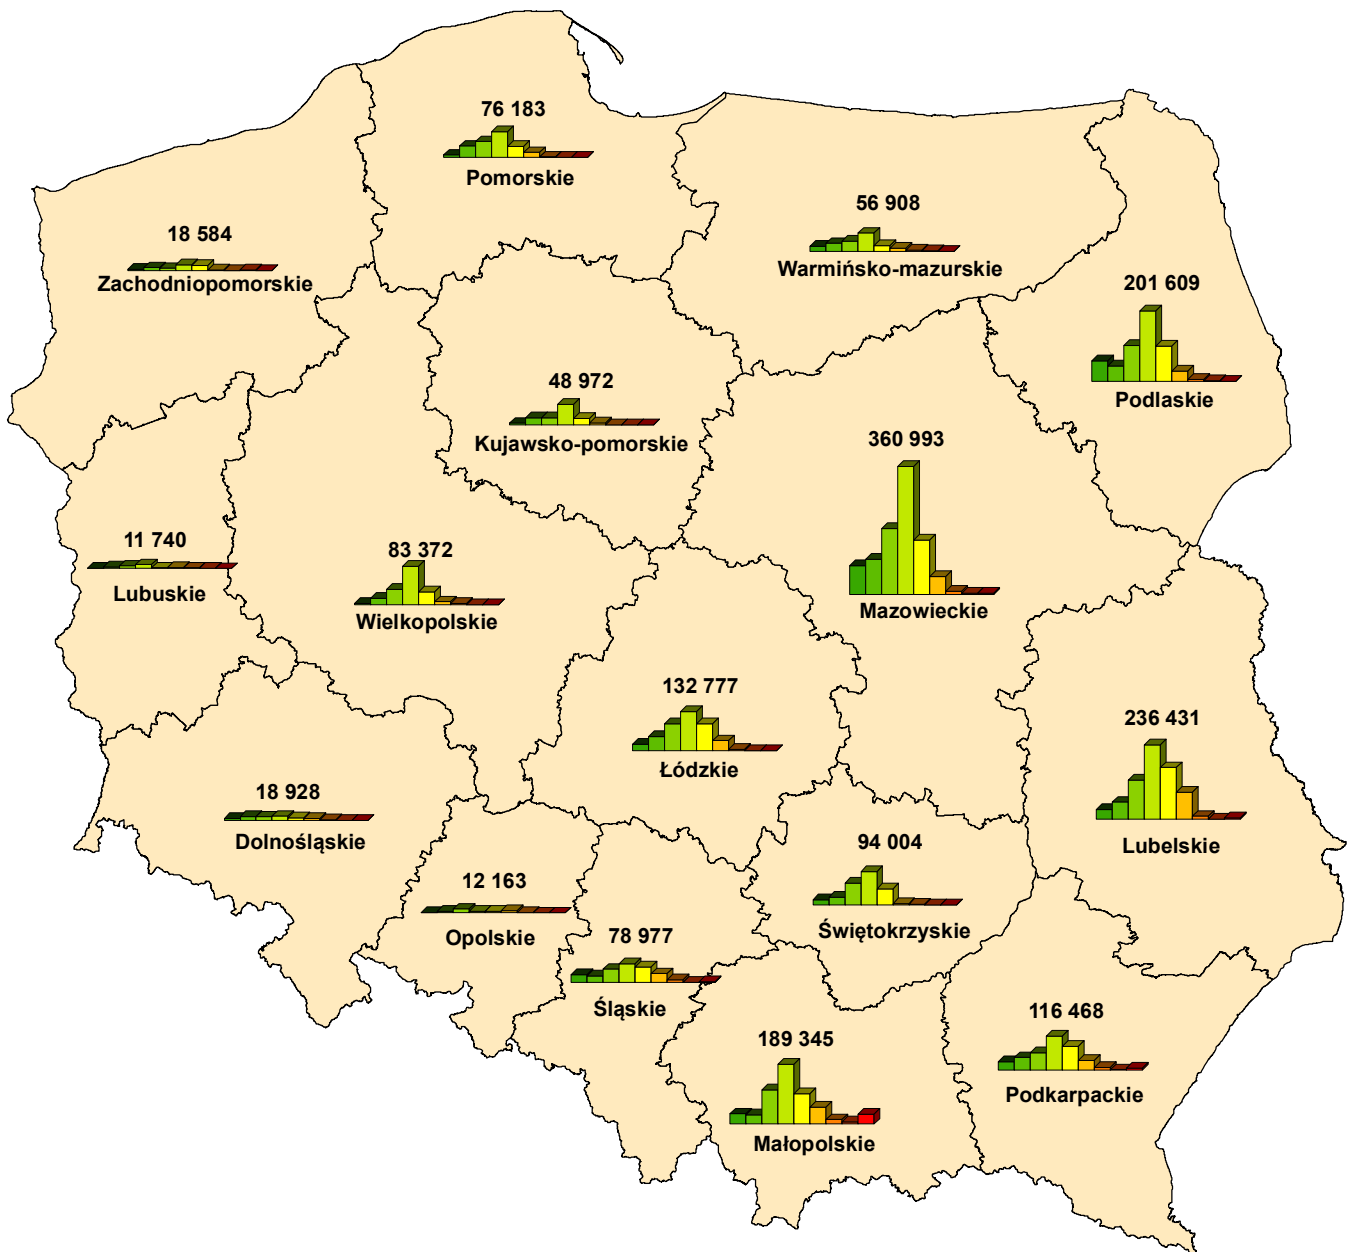 76 183
Pomorskie
56 908
Warmińsko-mazurskie
18 584
Zachodniopomorskie
201 609
Podlaskie
48 972
Kujawsko-pomorskie
360 993
Mazowieckie
11 740
Lubuskie
83 372
Wielkopolskie
132 777
Łódzkie
236 431
Lubelskie
18 928
Dolnośląskie
94 004
Świętokrzyskie
12 163
Opolskie
78 977
Śląskie
116 468
Podkarpackie
189 345
Małopolskie